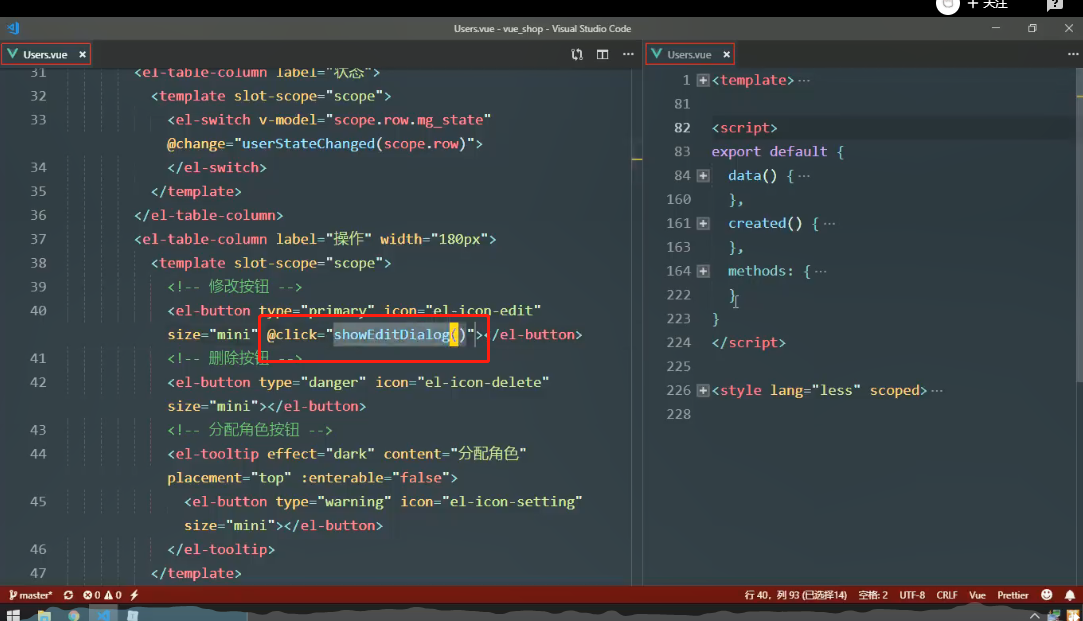 + 关注
Users.vue - vue_shop - Visual Studio Code
Users.vue ×
31 <el-table-column label="状态">
32 <template slot-scope="scope">
33 <el-switch v-model="scope.row.mg_state"
@change="userStateChanged(scope.row)">
34 </el-switch>
35 </template>
36 </el-table-column>
37 <el-table-column label="操作" width="180px">
38 <template slot-scope="scope">
39 <!-- 修改按钮 -->
40 <el-button type="primary" icon="el-icon-edit"
size="mini" @click="showEditDialog()"></el-button>
41 <!-- 删除按钮 -->
42 <el-button type="danger" icon="el-icon-delete"
size="mini"></el-button>
43 <!-- 分配角色按钮 -->
44 <el-tooltip effect="dark" content="分配角色"
placement="top" :enterable="false">
45 <el-button type="warning" icon="el-icon-setting"
size="mini"></el-button>
46 </el-tooltip>
47 </template>
Users.vue ×
1 <template> ···
81
82 <script>
83 export default {
84 data() { ···
160 },
161 created() { ···
163 },
164 methods: { ···
222 }
223 }
224 </script>
225
226 <style lang="less" scoped> ···
228
master* 0 0 行 40，列 93 (已选择14) 空格: 2 UTF-8 CRLF Vue Prettier